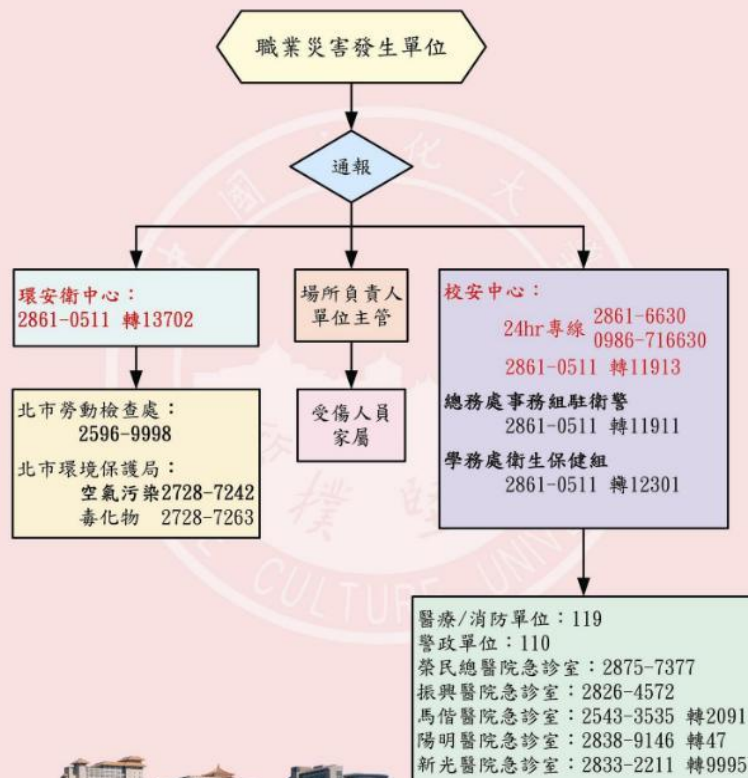 職業災害發生單位
通報
環安衛中心：
2861-0511 轉13702
場所負責人
單位主管
校安中心：
24hr專線 2861-6630
0986-716630
2861-0511 轉11913
總務處事務組駐衛警
2861-0511 轉11911
學務處衛生保健組
2861-0511 轉12301
北市勞動檢查處：
2596-9998
北市環境保護局：
空氣污染2728-7242
毒化物 2728-7263
受傷人員
家屬
醫療/消防單位：119
警政單位：110
榮民總醫院急診室：2875-7377
振興醫院急診室：2826-4572
馬偕醫院急診室：2543-3535 轉2091
陽明醫院急診室：2838-9146 轉47
新光醫院急診室：2833-2211 轉9995
CULTURE UNIV